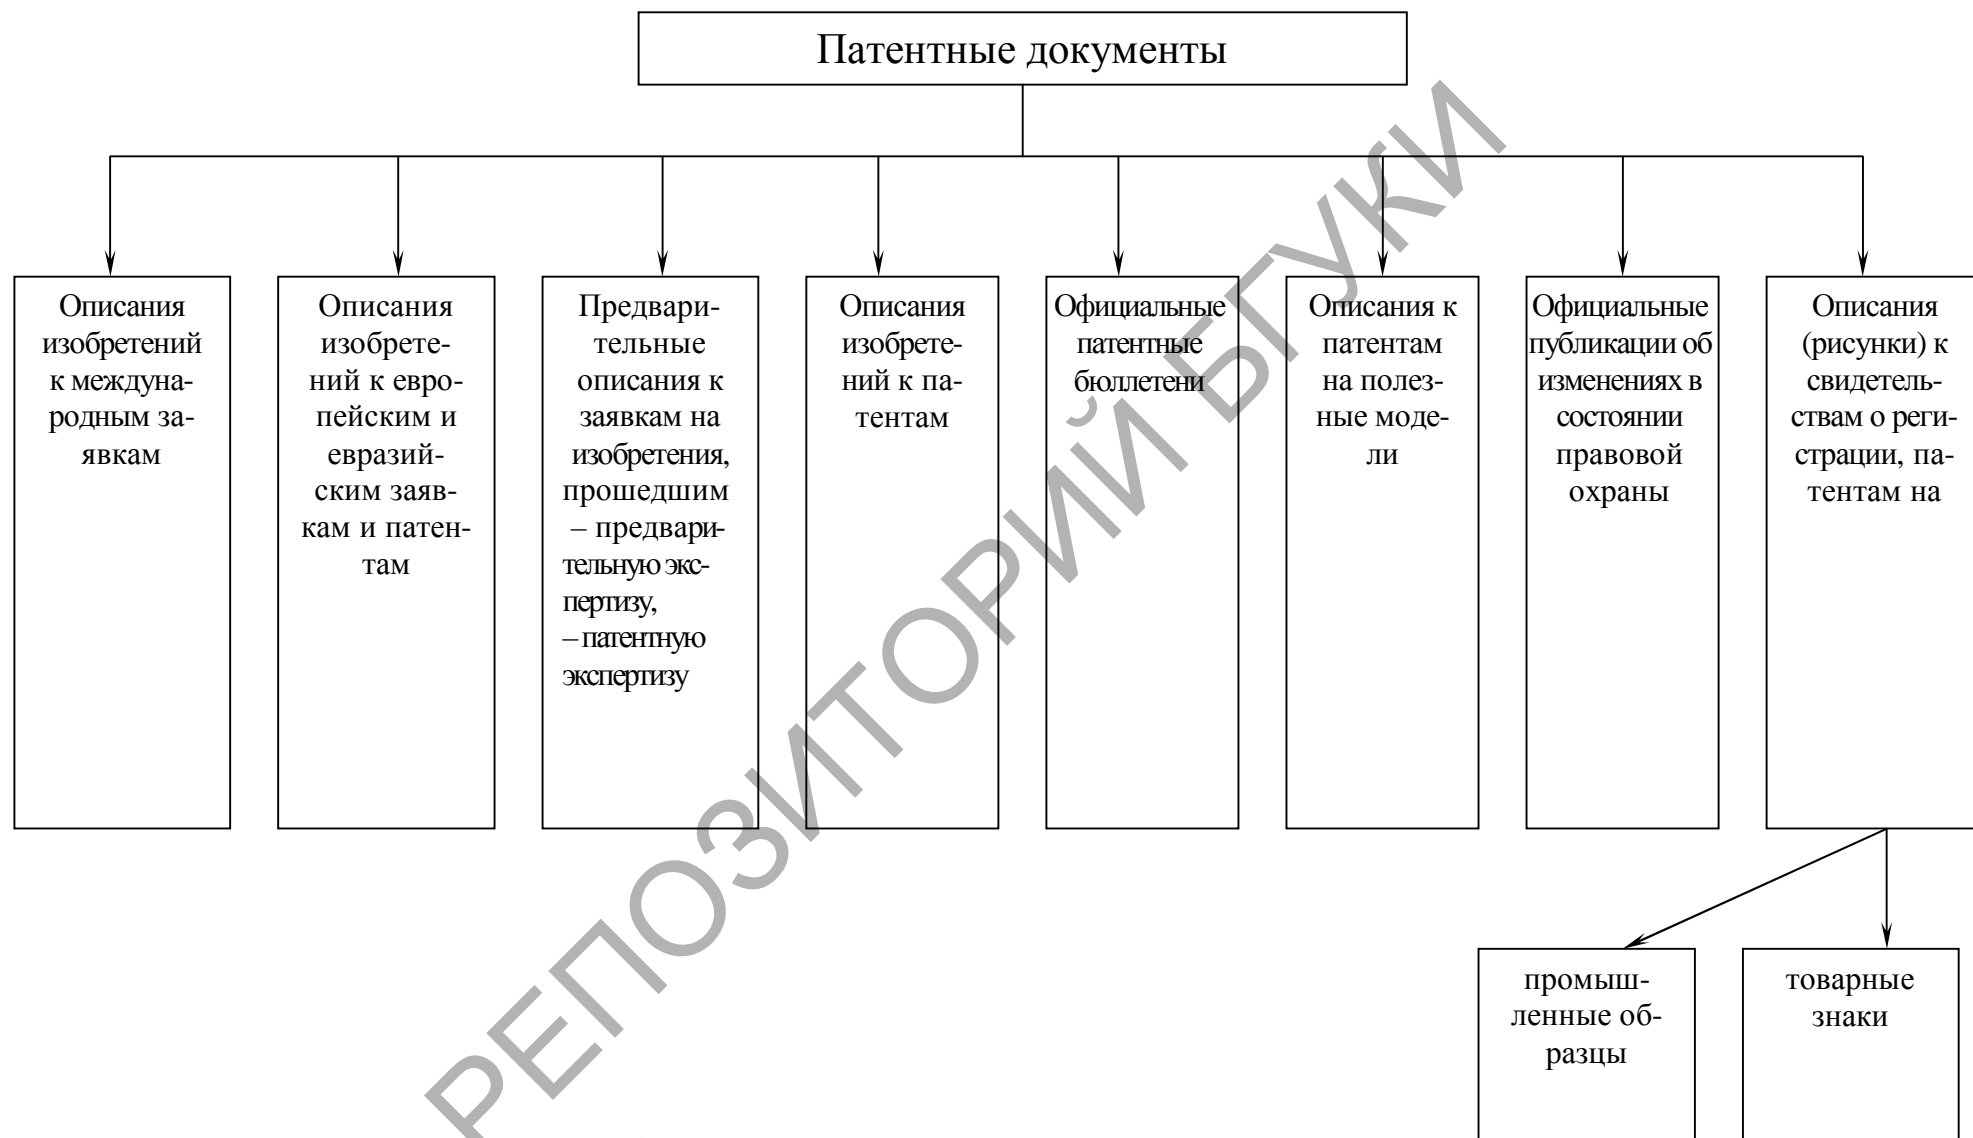 Патентные документы
Описания
изобретений
к междуна-
родным за-
явкам
Описания
изобрете-
ний к евро-
пейским и
евразий-
ским заяв-
кам и патен-
там
Предвари-
тельные
описания к
заявкам на
изобретения,
прошедшим
– предвари-
тельную экс-
пертизу,
– патентную
экспертизу
Описания
изобрете-
ний к па-
тентам
Официальные
патентные
бюллетени
Описания к
патентам
на полез-
ные моде-
ли
Официальные
публикации об
изменениях в
состоянии
правовой
охраны
Описания
(рисунки) к
свидетель-
ствам о реги-
страции, па-
тентам на
промыш-
ленные об-
разцы
товарные
знаки
РЕПОЗИТОРИЙ БГУКИ